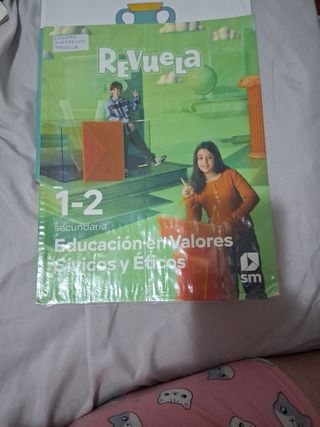 REVUELA
1-2
secundaria
Educación en Valores
Cívicos y Éticos
sm